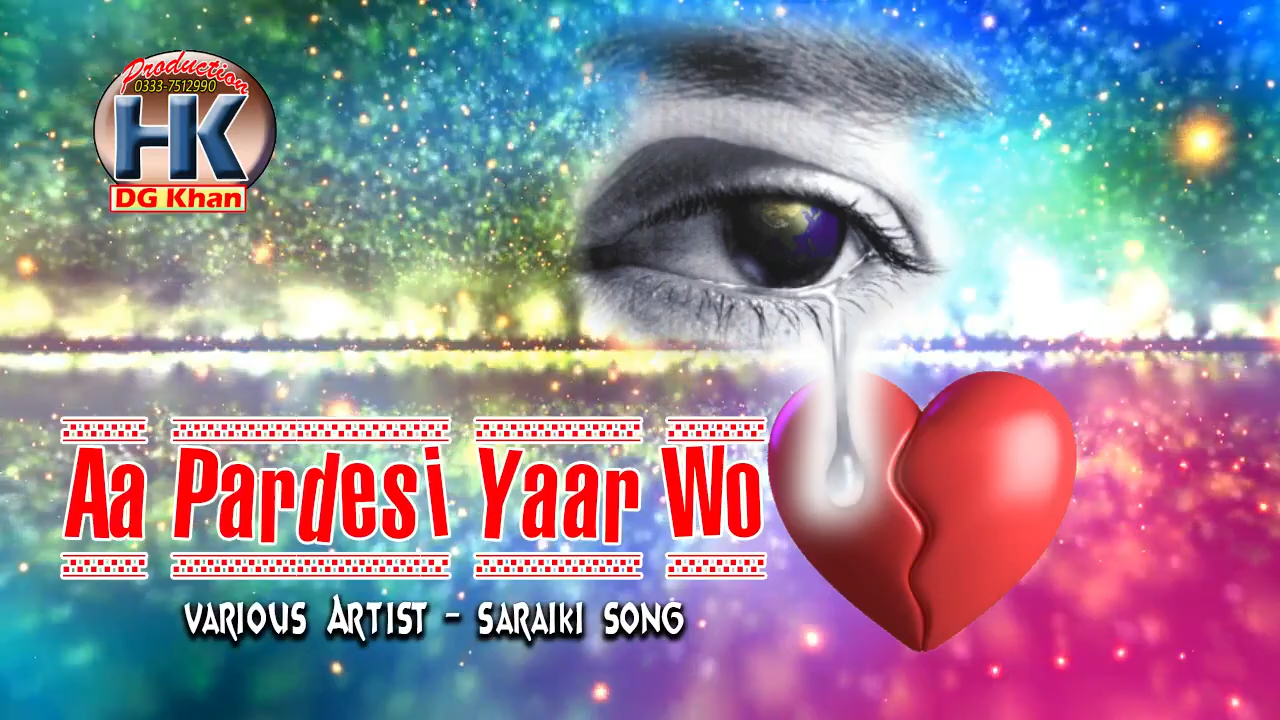 Production
0333-7512990
HK
DG Khan
Aa Pardesi Yaar Wo
VARIOUS ARTIST - SARAIKI SONG